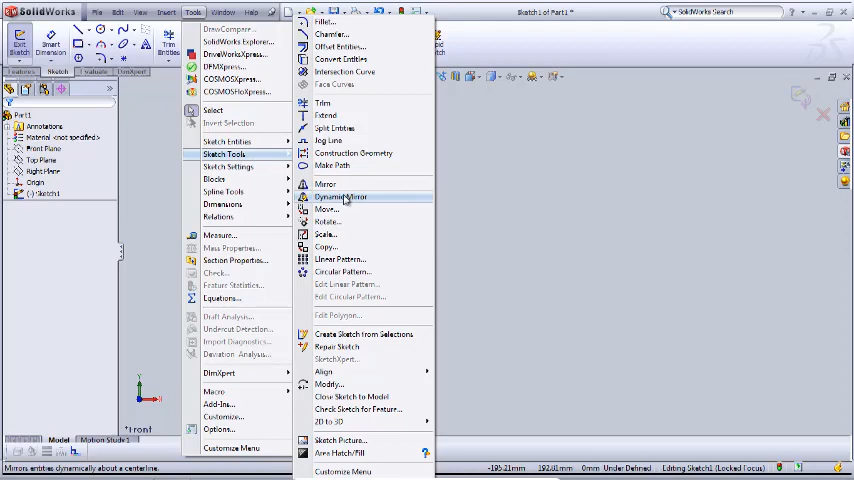 SolidWorks
File
Edit
View
Insert
Tools
Window
Help
Sketch1 of Part1 *
SolidWorks Search
Exit Sketch
Smart Dimension
Trim Entities
Features
Sketch
Evaluate
DimXpert
Part1
Annotations
Material <not specified>
Front Plane
Top Plane
Right Plane
Origin
(-) Sketch1
DrawCompare...
SolidWorks Explorer...
DriveWorksXpress...
DFMXpress...
COSMOSXpress...
COSMOSFloXpress...
Select
Invert Selection
Sketch Entities
Sketch Tools
Sketch Settings
Blocks
Spline Tools
Dimensions
Relations
Measure...
Mass Properties...
Section Properties...
Check...
Feature Statistics...
Equations...
Draft Analysis...
Undercut Detection...
Import Diagnostics...
Deviation Analysis...
DimXpert
Macro
Add-Ins...
Customize...
Options...
Customize Menu
Fillet...
Chamfer...
Offset Entities...
Convert Entities
Intersection Curve
Face Curves
Trim
Extend
Split Entities
Jog Line
Construction Geometry
Make Path
Mirror
Dynamic Mirror
Move...
Rotate...
Scale...
Copy...
Linear Pattern...
Circular Pattern...
Edit Linear Pattern...
Edit Circular Pattern...
Edit Polygon...
Create Sketch from Selections
Repair Sketch
SketchXpert...
Align
Modify...
Close Sketch to Model
Check Sketch for Feature...
2D to 3D
Sketch Picture...
Area Hatch/Fill
Customize Menu
Y
X
*Front
Model
Motion Study 1
Mirrors entities dynamically about a centerline.
-195.21mm
192.81mm
0mm
Under Defined
Editing Sketch1 (Locked Focus)